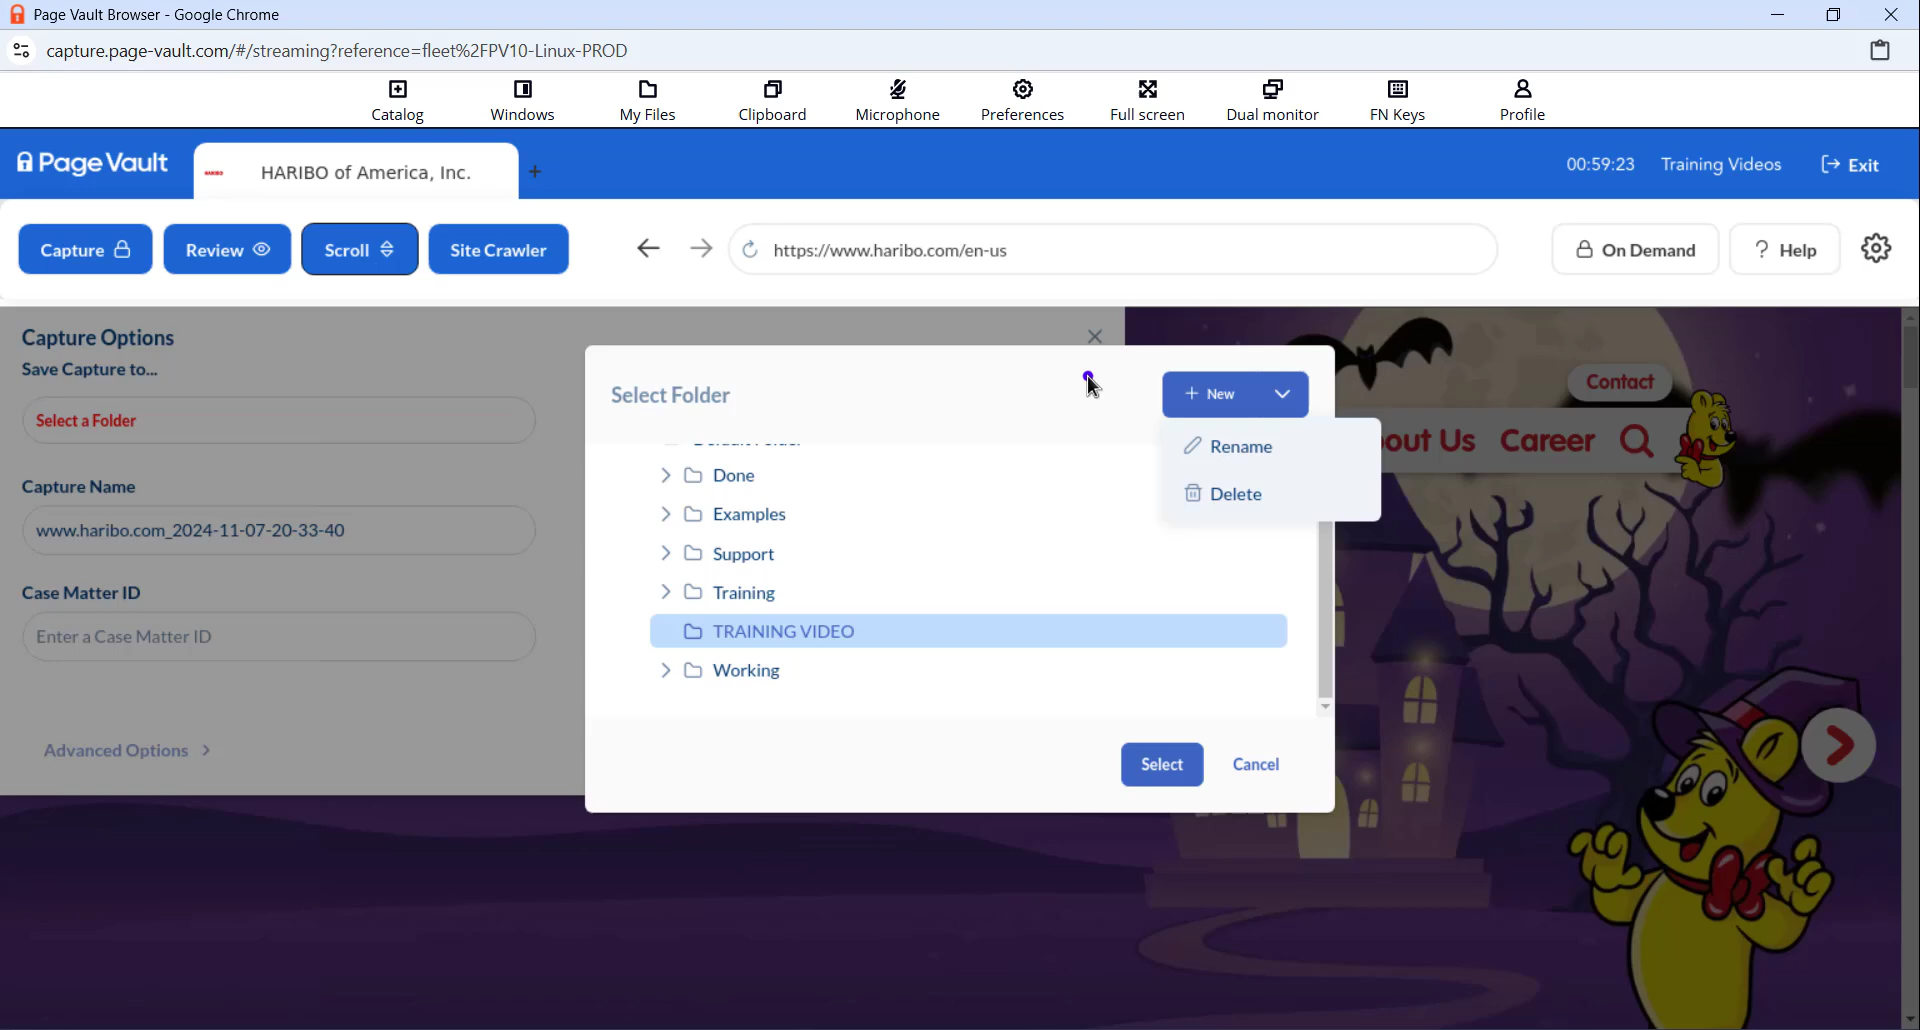 Page Vault Browser - Google Chrome
capture.page-vault.com/#/streaming?reference=fleet%2FPV10-Linux-PROD
Catalog Windows My Files Clipboard Microphone Preferences Full screen Dual monitor FN Keys Profile
Page Vault HARIBO HARIBO of America, Inc. + 00:59:23 Training Videos Exit
Capture Review Scroll Site Crawler https://www.haribo.com/en-us On Demand ? Help
Capture Options
Save Capture to...
Select a Folder
Capture Name
www.haribo.com_2024-11-07-20-33-40
Case Matter ID
Enter a Case Matter ID
Advanced Options
Select Folder
+ New
Rename
Delete
Default Folder
Done
Examples
Support
Training
TRAINING VIDEO
Working
Select Cancel
Contact
out Us Career